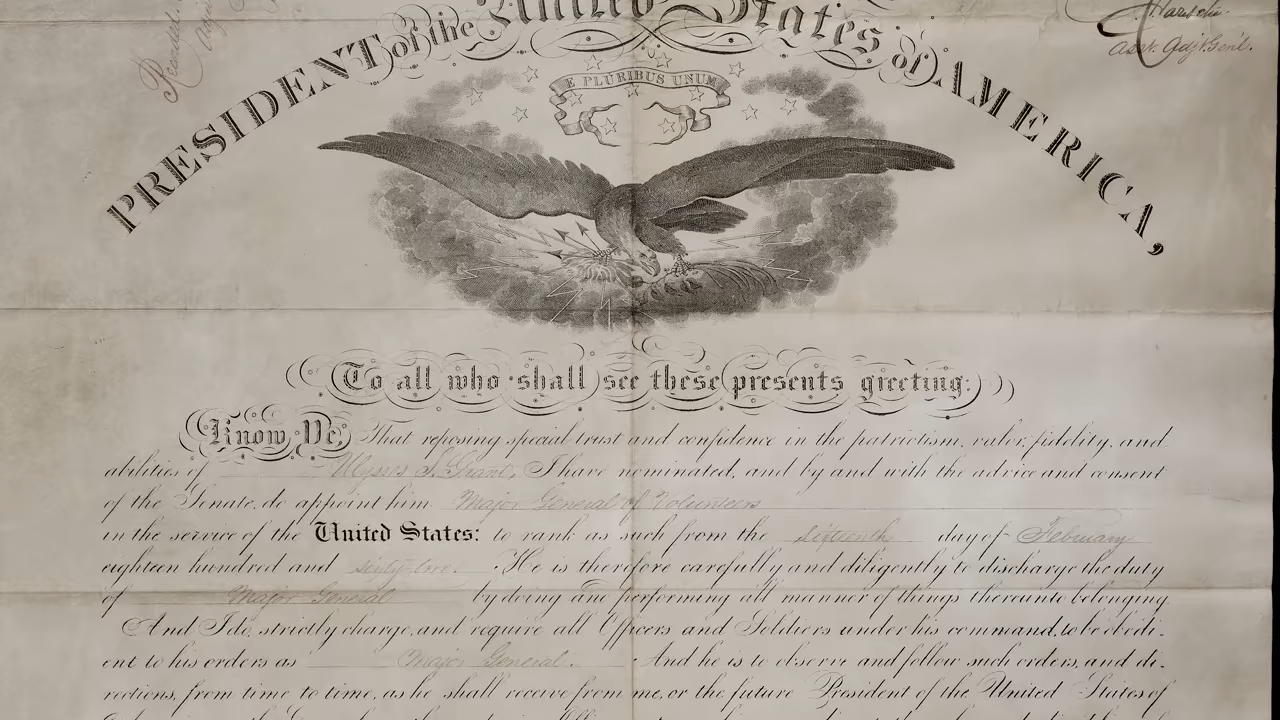 PRESIDENT of the United States of AMERICA,
Asst. Adjt. Genl.
E PLURIBUS UNUM
To all who shall see these presents greeting:
Know Ye, That reposing special trust and confidence in the patriotism, valor, fidelity, and
abilities of Ulysses S. Grant, I have nominated, and by and with the advice and consent
of the Senate, do appoint him Major General of Volunteers
in the service of the United States: to rank as such from the sixteenth day of February
eighteen hundred and sixty-two. He is therefore carefully and diligently to discharge the duty
of Major General by doing and performing all manner of things thereunto belonging.
And I do, strictly charge, and require all Officers and Soldiers under his command, to be obedi-
ent to his orders as Major General. And he is to observe and follow such orders, and di-
rections, from time to time, as he shall receive from me, or the future President of the United States of